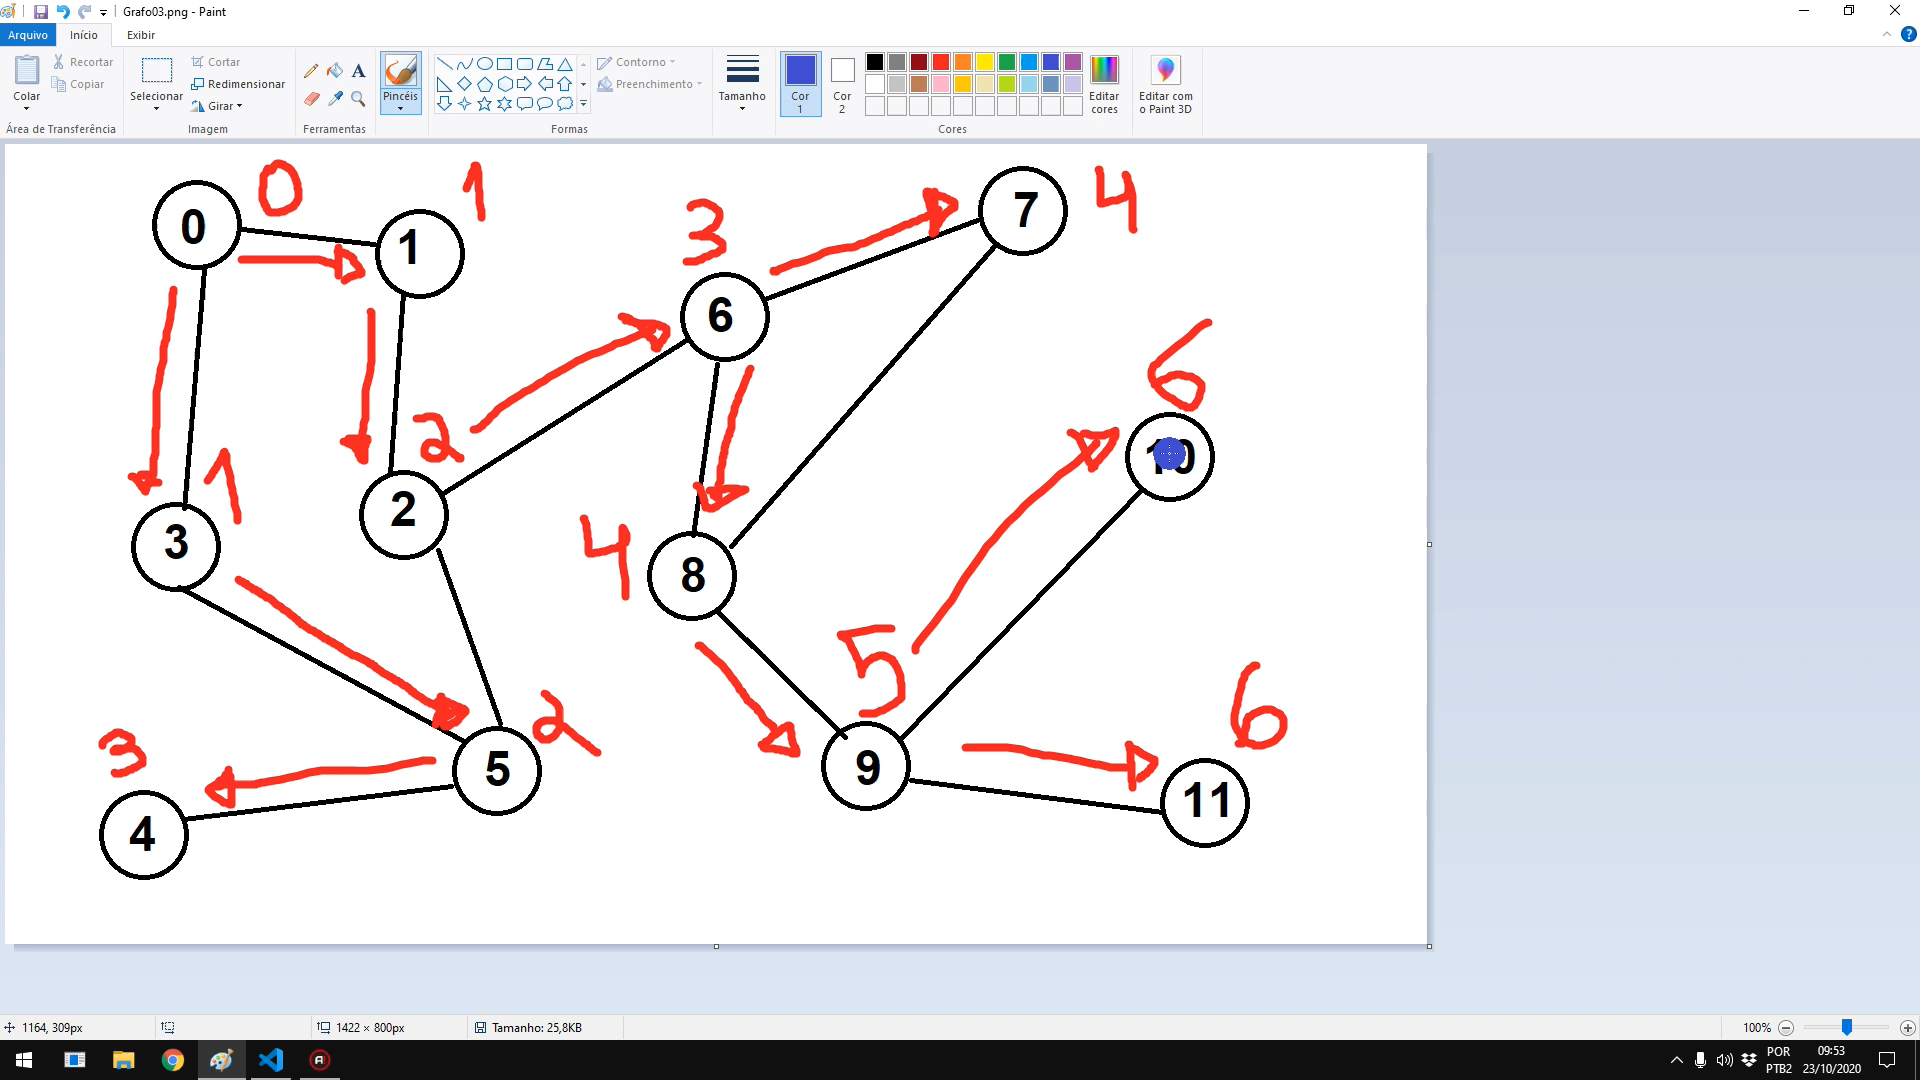 Grafo03.png - Paint
Arquivo Início Exibir
Colar
Recortar
Copiar
Área de Transferência
Selecionar
Cortar
Redimensionar
Girar
Imagem
A
Ferramentas
Pincéis
Contorno
Preenchimento
Formas
Tamanho
Cor 1
Cor 2
Editar cores
Cores
Editar com o Paint 3D
0 0
1 1
7 4
3
6
6
10
2
2
1
3
4
8
5
9
6
11
2
5
3
4
1164, 309px
1422 × 800px
Tamanho: 25,8KB
100%
POR
PTB2
09:53
23/10/2020